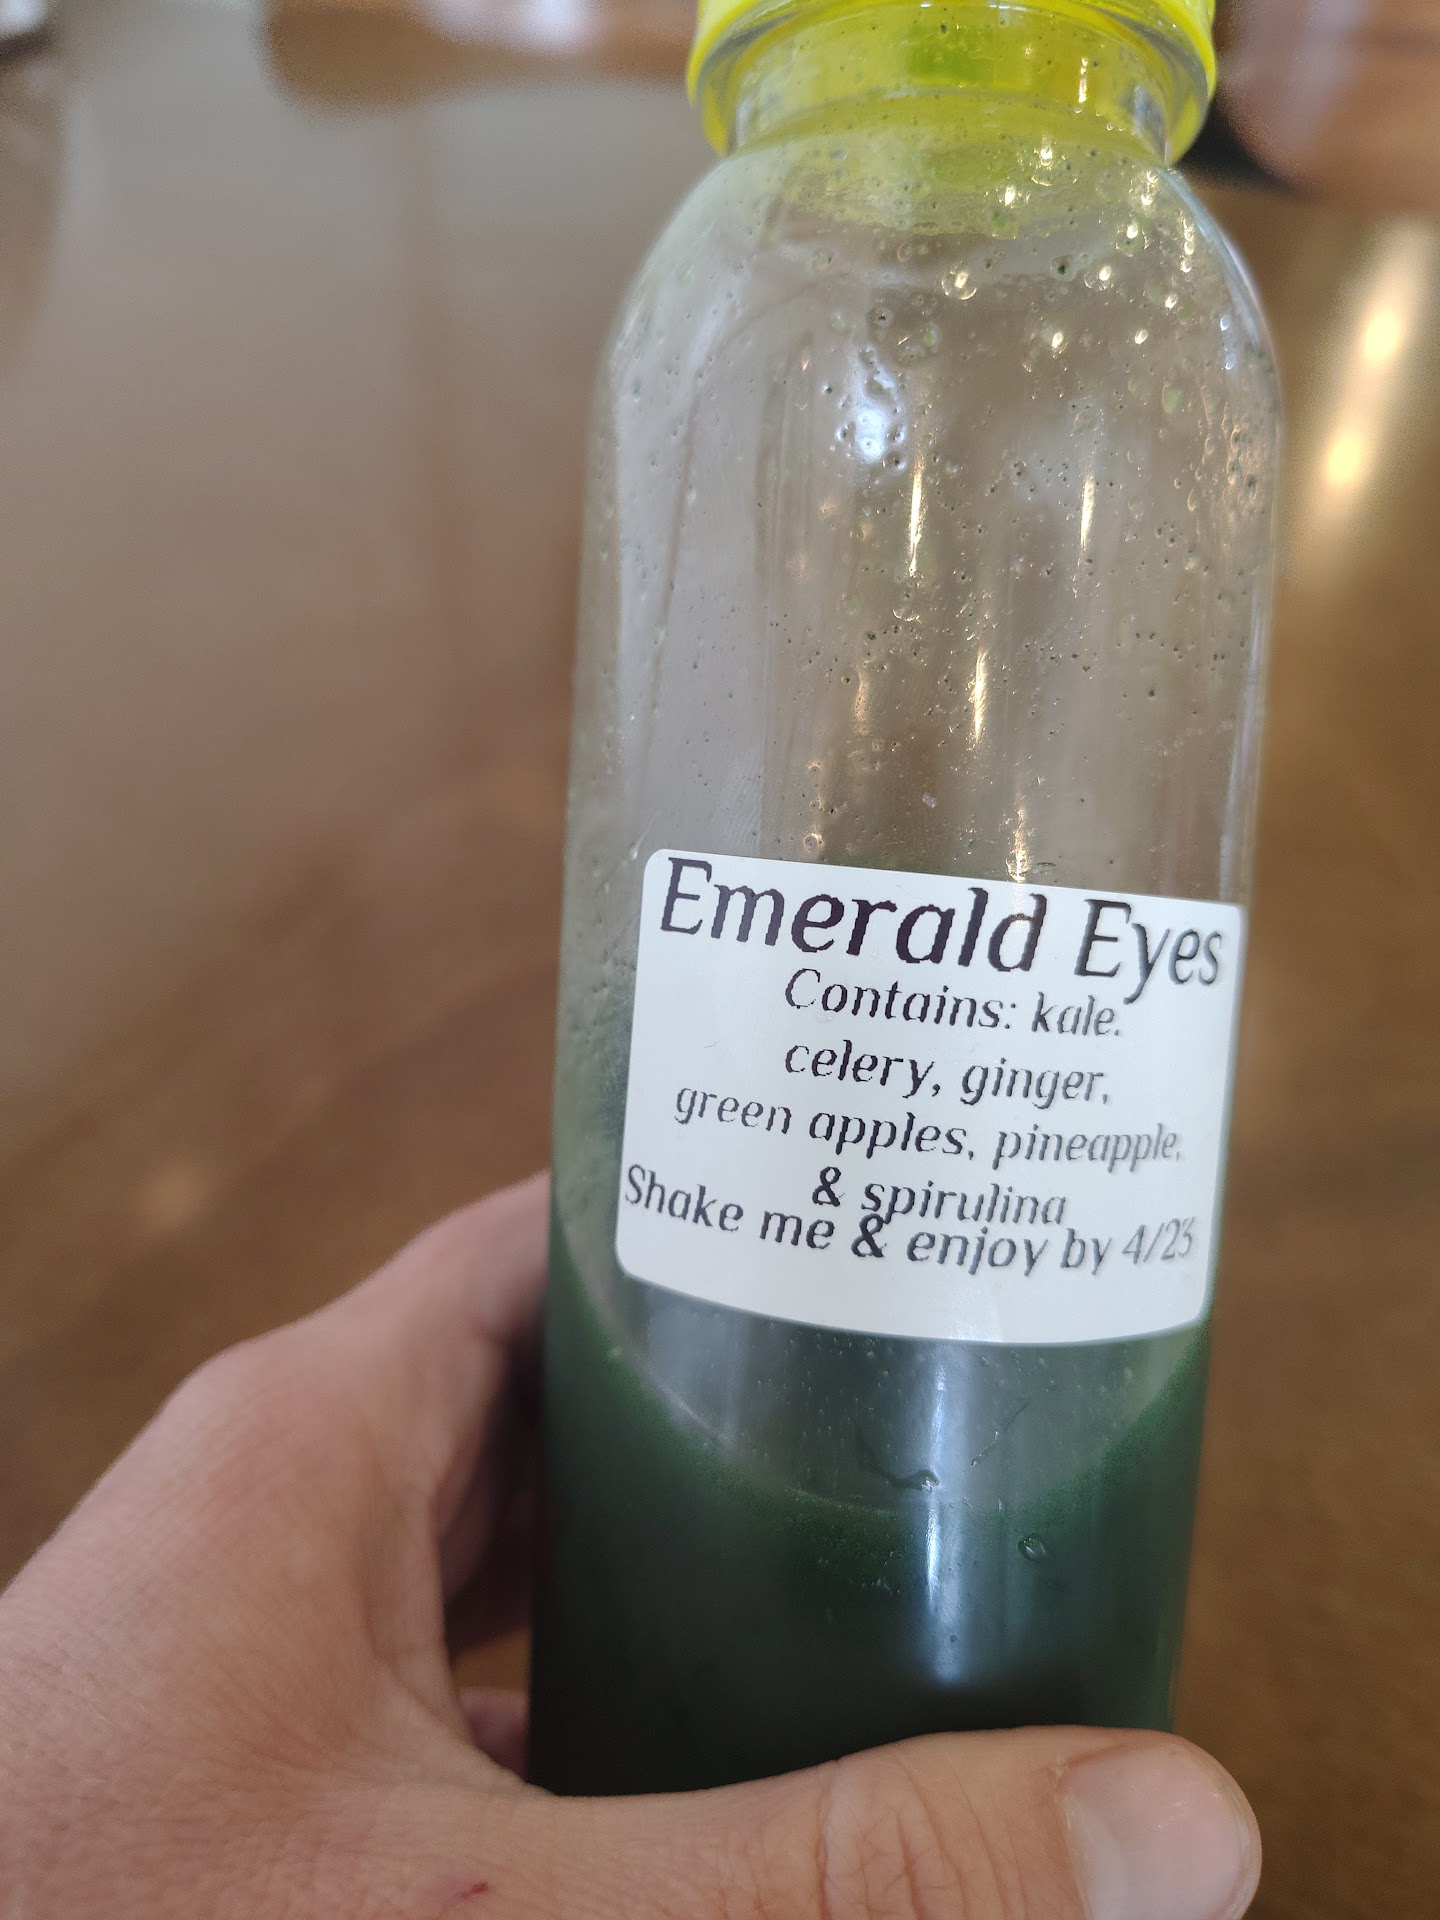 Emerald Eyes
Contains: kale.
celery, ginger,
green apples, pineapple,
& spirulina
Shake me & enjoy by 4/23